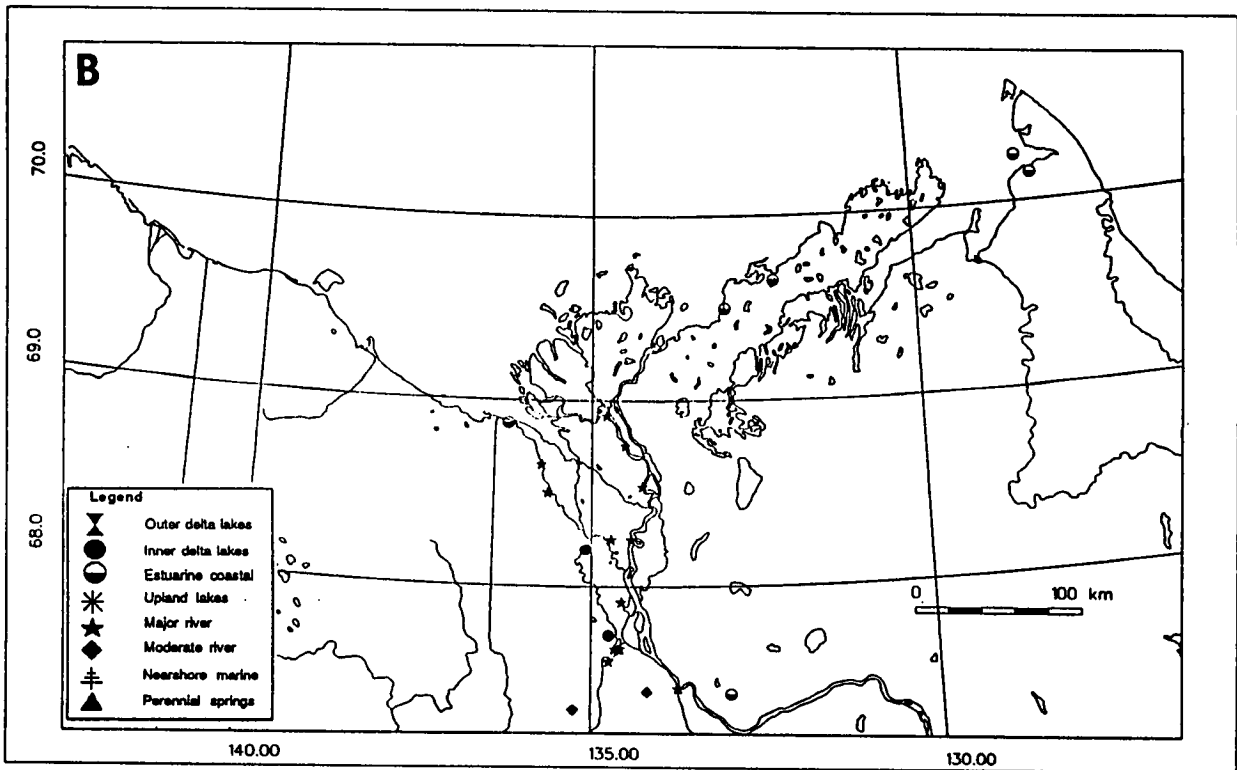 B
70.0
69.0
68.0
Legend
Outer delta lakes
Inner delta lakes
Estuarine coastal
Upland lakes
Major river
Moderate river
Nearshore marine
Perennial springs
0 100 km
140.00 135.00 130.00